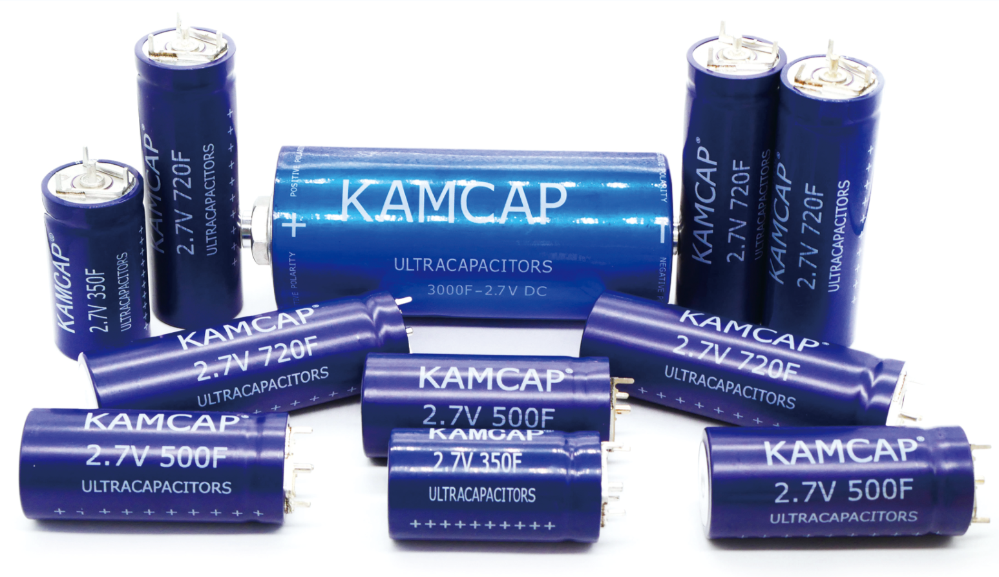 KAMCAP®
2.7V 350F
ULTRACAPACITORS
+ + + + + + + + + +
KAMCAP®
2.7V 720F
ULTRACAPACITORS
+ + + + + + +
POSITIVE
+
POLARITY
KAMCAP
ULTRACAPACITORS
3000F-2.7V DC
POLARITY
NEGATIVE
KAMCAP®
2.7V 720F
ULTRACAPACITORS
KAMCAP®
2.7V 720F
ULTRACAPACITORS
KAMCAP®
2.7V 720F
ULTRACAPACITORS
+ + + + + +
KAMCAP®
2.7V 500F
KAMCAP®
2.7V 720F
ULTRACAPACITORS
+ + + + + + +
KAMCAP®
2.7V 500F
ULTRACAPACITORS
+ + + + + + + + + +
KAMCAP®
2.7V 350F
ULTRACAPACITORS
++++++++++
KAMCAP®
2.7V 500F
ULTRACAPACITORS